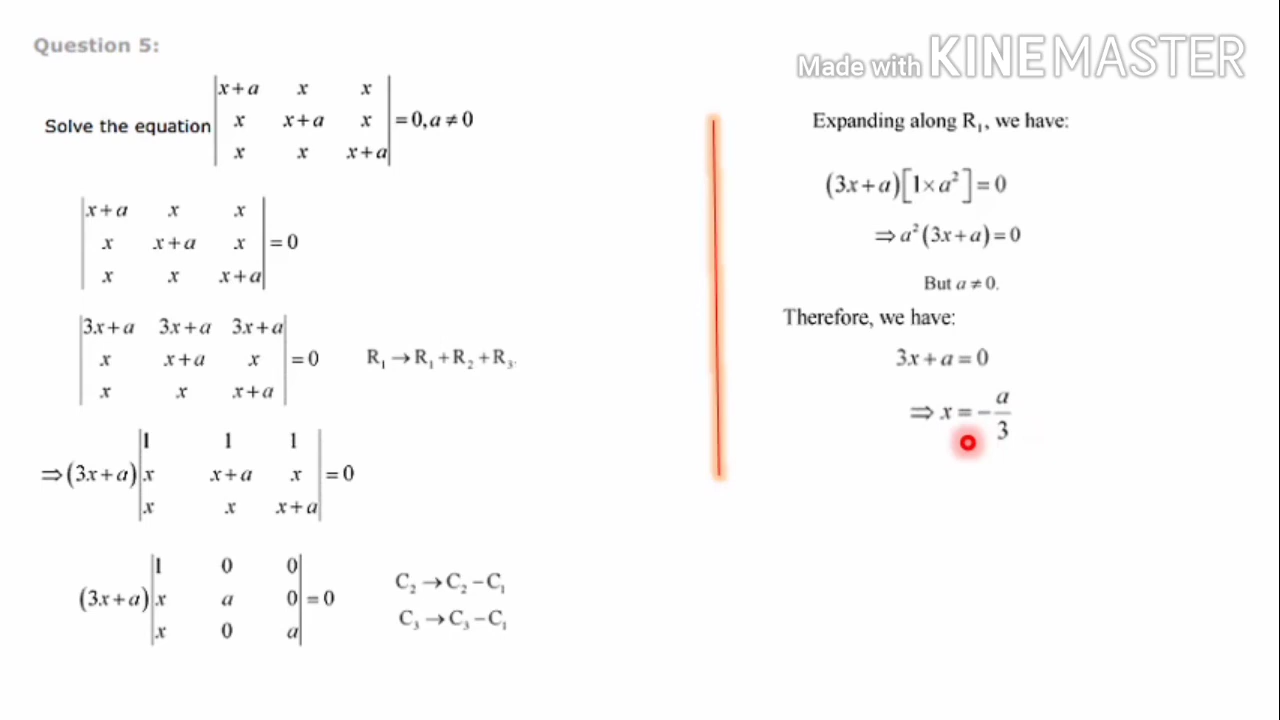 Question 5:
Solve the equation |x+a x x|
|x x+a x| = 0, a ≠ 0
|x x x+a|
|x+a x x|
|x x+a x| = 0
|x x x+a|
|3x+a 3x+a 3x+a|
|x x+a x| = 0 R₁ → R₁ + R₂ + R₃.
|x x x+a|
|1 1 1|
⇒ (3x+a) |x x+a x| = 0
|x x x+a|
|1 0 0|
(3x+a) |x a 0| = 0
|x 0 a|
C₂ → C₂ − C₁
C₃ → C₃ − C₁
Made with KINEMASTER
Expanding along R₁, we have:
(3x+a)[1×a²] = 0
⇒ a²(3x+a) = 0
But a ≠ 0.
Therefore, we have:
3x + a = 0
⇒ x = −a/3